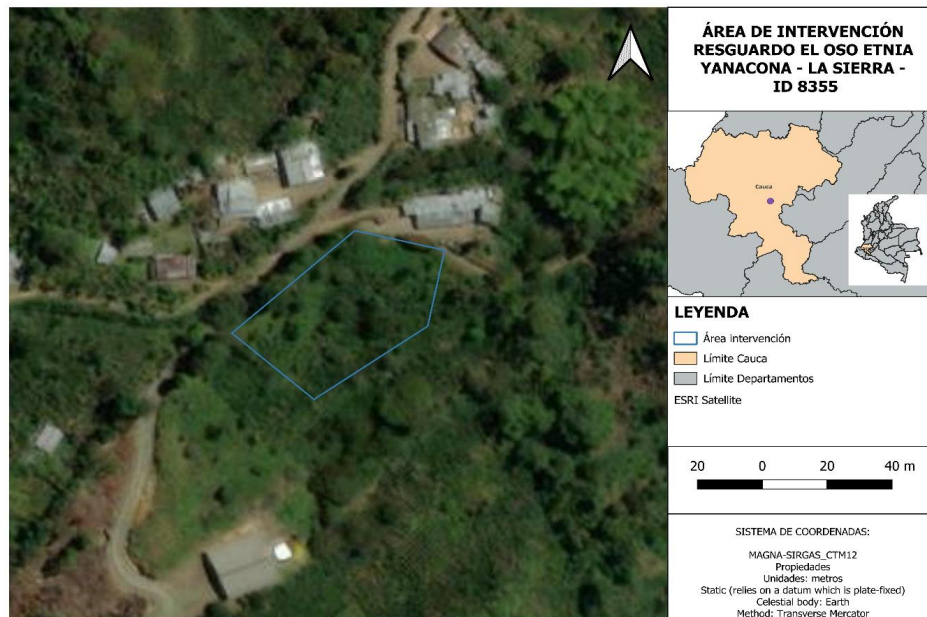 ÁREA DE INTERVENCIÓN
RESGUARDO EL OSO ETNIA
YANACONA - LA SIERRA -
ID 8355
Cauca
LEYENDA
Área Intervención
Límite Cauca
Límite Departamentos
ESRI Satellite
20 0 20 40 m
SISTEMA DE COORDENADAS:
MAGNA-SIRGAS_CTM12
Propiedades
Unidades: metros
Static (relies on a datum which is plate-fixed)
Celestial body: Earth
Method: Transverse Mercator